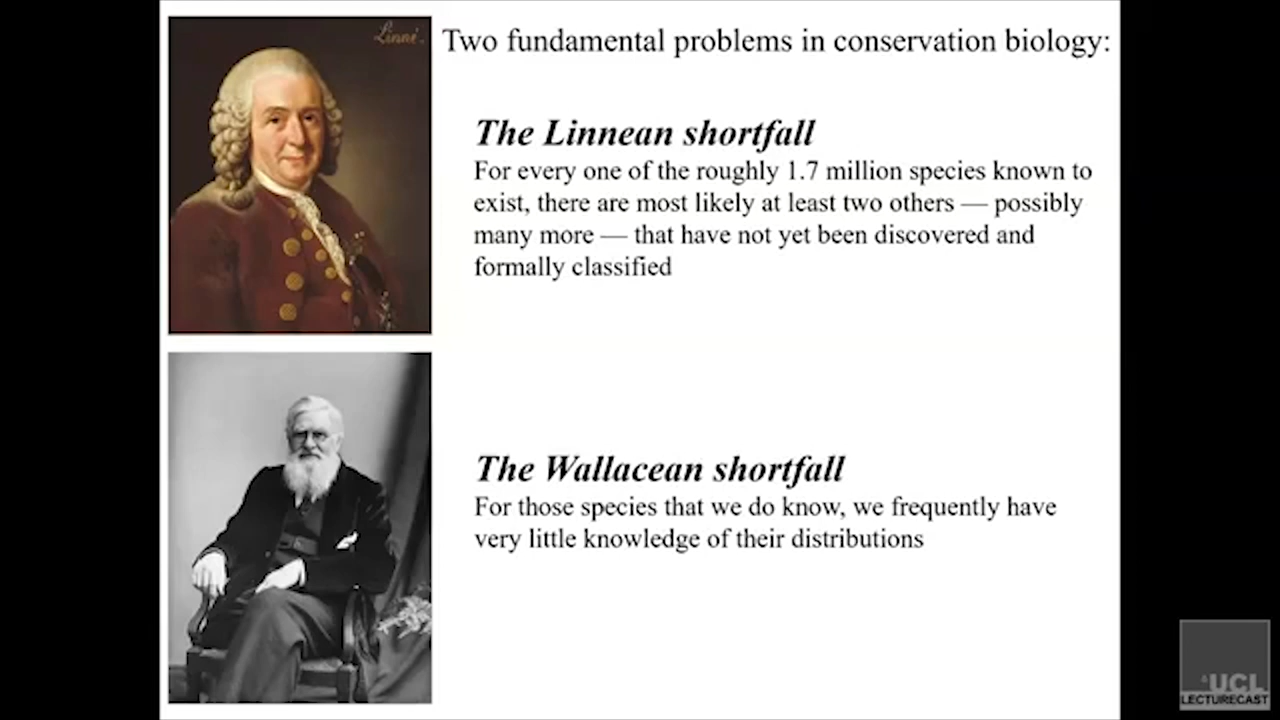 Linné.
Two fundamental problems in conservation biology:
The Linnean shortfall
For every one of the roughly 1.7 million species known to
exist, there are most likely at least two others — possibly
many more — that have not yet been discovered and
formally classified
The Wallacean shortfall
For those species that we do know, we frequently have
very little knowledge of their distributions
UCL
LECTURECAST